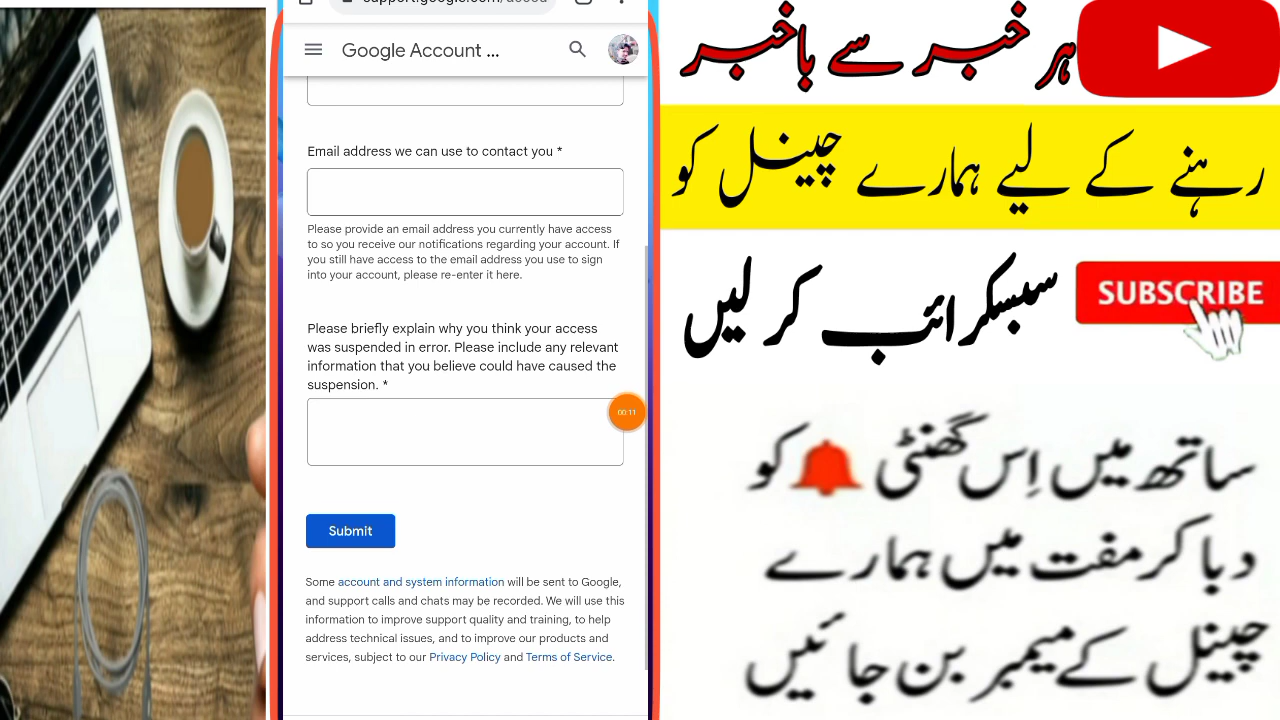 Google Account ...
Email address we can use to contact you *
Please provide an email address you currently have access
to so you receive our notifications regarding your account. If
you still have access to the email address you use to sign
into your account, please re-enter it here.
Please briefly explain why you think your access
was suspended in error. Please include any relevant
information that you believe could have caused the
suspension. *
00:11
Submit
Some account and system information will be sent to Google,
and support calls and chats may be recorded. We will use this
information to improve support quality and training, to help
address technical issues, and to improve our products and
services, subject to our Privacy Policy and Terms of Service.
ہر خبر سے باخبر
رہنے کے لیے ہمارے چینل کو
سبسکرائب کر لیں
SUBSCRIBE
ساتھ میں اِس گھنٹی کو
دبا کر مفت میں ہمارے
چینل کے میمبر بن جائیں